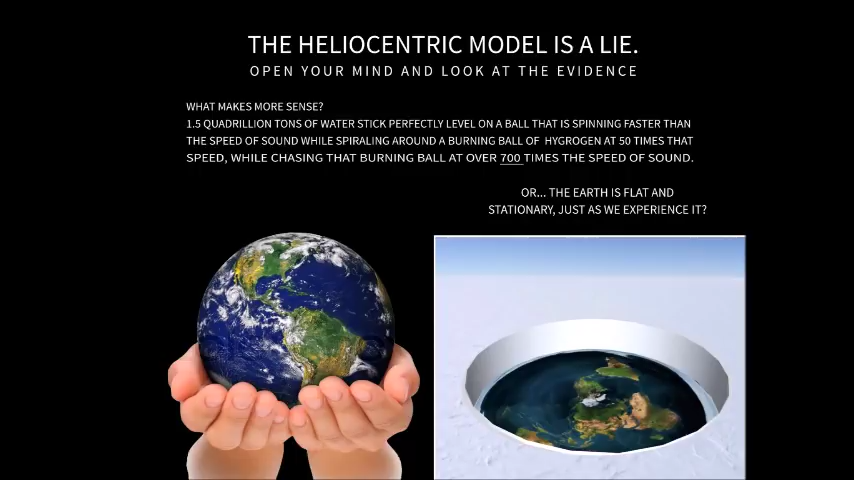 THE HELIOCENTRIC MODEL IS A LIE.
OPEN YOUR MIND AND LOOK AT THE EVIDENCE
WHAT MAKES MORE SENSE?
1.5 QUADRILLION TONS OF WATER STICK PERFECTLY LEVEL ON A BALL THAT IS SPINNING FASTER THAN
THE SPEED OF SOUND WHILE SPIRALING AROUND A BURNING BALL OF HYGROGEN AT 50 TIMES THAT
SPEED, WHILE CHASING THAT BURNING BALL AT OVER 700 TIMES THE SPEED OF SOUND.
OR... THE EARTH IS FLAT AND
STATIONARY, JUST AS WE EXPERIENCE IT?